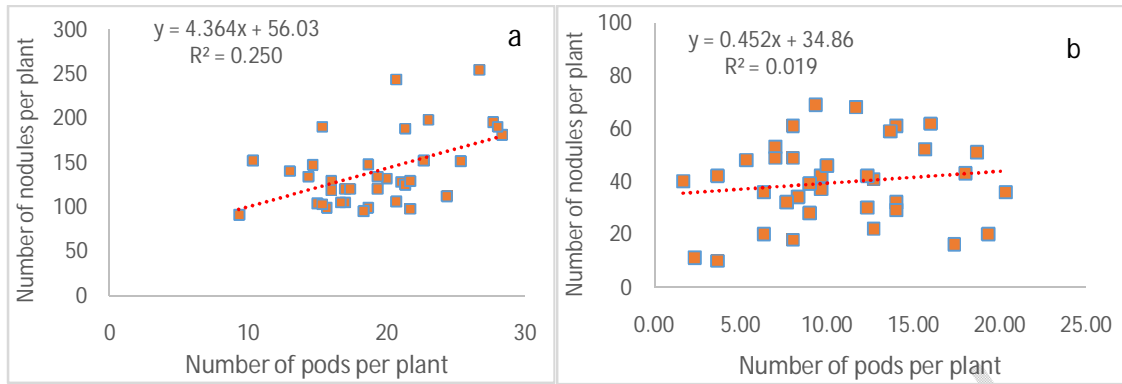 y = 4.364x + 56.03
R² = 0.250
a
Number of nodules per plant
300
250
200
150
100
50
0
0 10 20 30
Number of pods per plant
y = 0.452x + 34.86
R² = 0.019
b
Number of nodules per plant
100
80
60
40
20
0
0.00 5.00 10.00 15.00 20.00 25.00
Number of pods per plant